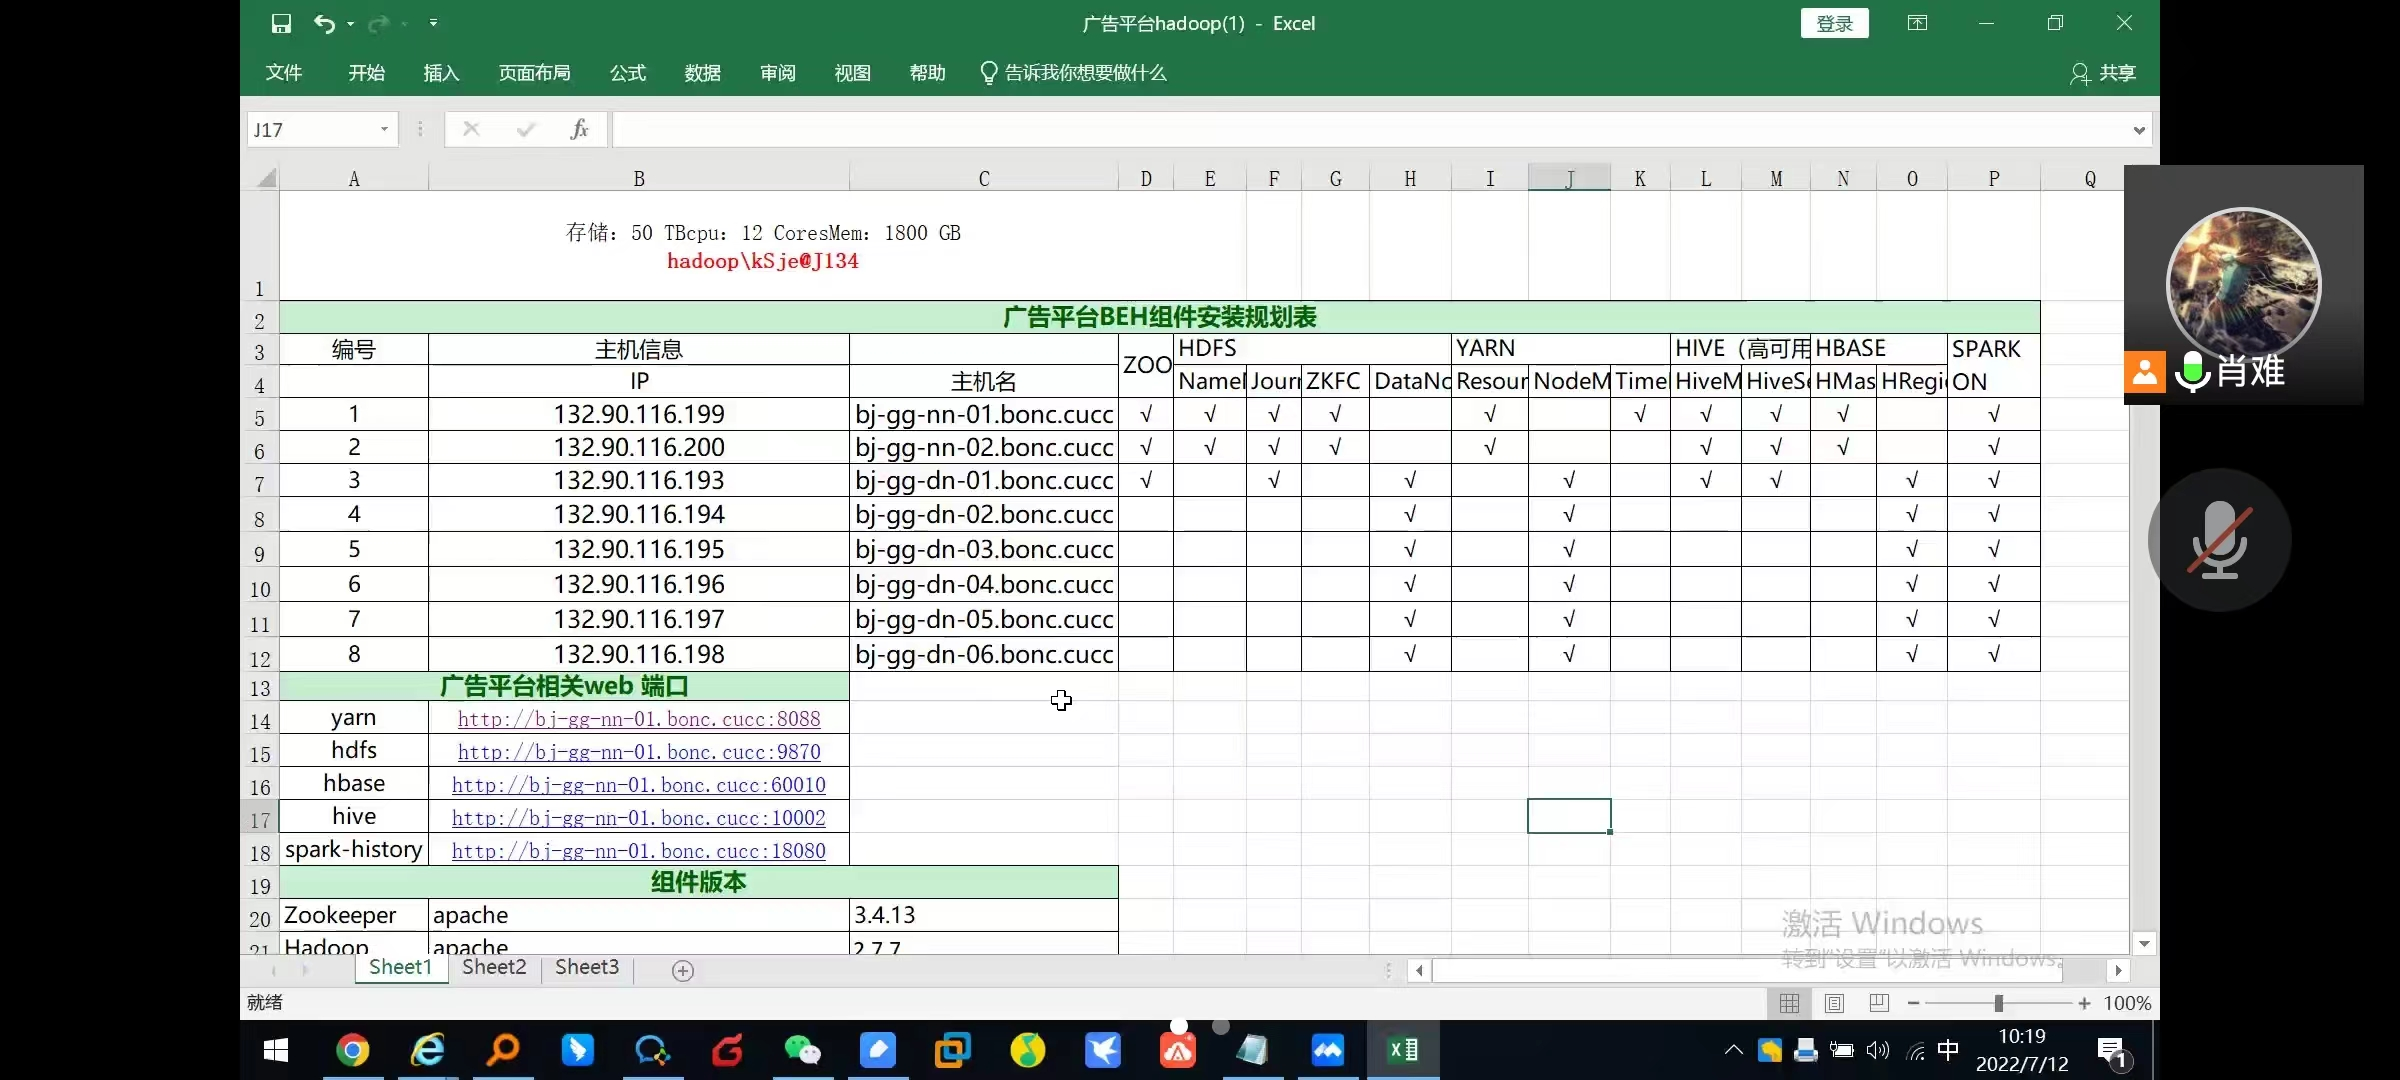 广告平台hadoop(1) - Excel
登录
文件 开始 插入 页面布局 公式 数据 审阅 视图 帮助 告诉我你想要做什么 共享
J17 fx
A B C D E F G H I J K L M N O P Q
存储：50 TBcpu：12 CoresMem：1800 GB
hadoop\kSje@J134
1
2 广告平台BEH组件安装规划表
3 编号 主机信息 ZOO HDFS YARN HIVE（高可用 HBASE SPARK
4 IP 主机名 Jour ZKFC DataNo Resour NodeM Time HiveM HiveSe HMas HRegi ON
5 1 132.90.116.199 bj-gg-nn-01.bonc.cucc √ √ √ √ √ √ √ √ √ √
6 2 132.90.116.200 bj-gg-nn-02.bonc.cucc √ √ √ √ √ √ √ √ √
7 3 132.90.116.193 bj-gg-dn-01.bonc.cucc √ √ √ √ √ √ √ √
8 4 132.90.116.194 bj-gg-dn-02.bonc.cucc √ √ √ √
9 5 132.90.116.195 bj-gg-dn-03.bonc.cucc √ √ √ √
10 6 132.90.116.196 bj-gg-dn-04.bonc.cucc √ √ √ √
11 7 132.90.116.197 bj-gg-dn-05.bonc.cucc √ √ √ √
12 8 132.90.116.198 bj-gg-dn-06.bonc.cucc √ √ √ √
13 广告平台相关web 端口
14 yarn http://bj-gg-nn-01.bonc.cucc:8088
15 hdfs http://bj-gg-nn-01.bonc.cucc:9870
16 hbase http://bj-gg-nn-01.bonc.cucc:60010
17 hive http://bj-gg-nn-01.bonc.cucc:10002
18 spark-history http://bj-gg-nn-01.bonc.cucc:18080
19 组件版本
20 Zookeeper apache 3.4.13
21 Hadoop apache 2.7.7
激活 Windows
转到"设置"以激活 Windows。
Sheet1 Sheet2 Sheet3
就绪 100%
肖难
中 10:19
2022/7/12
1